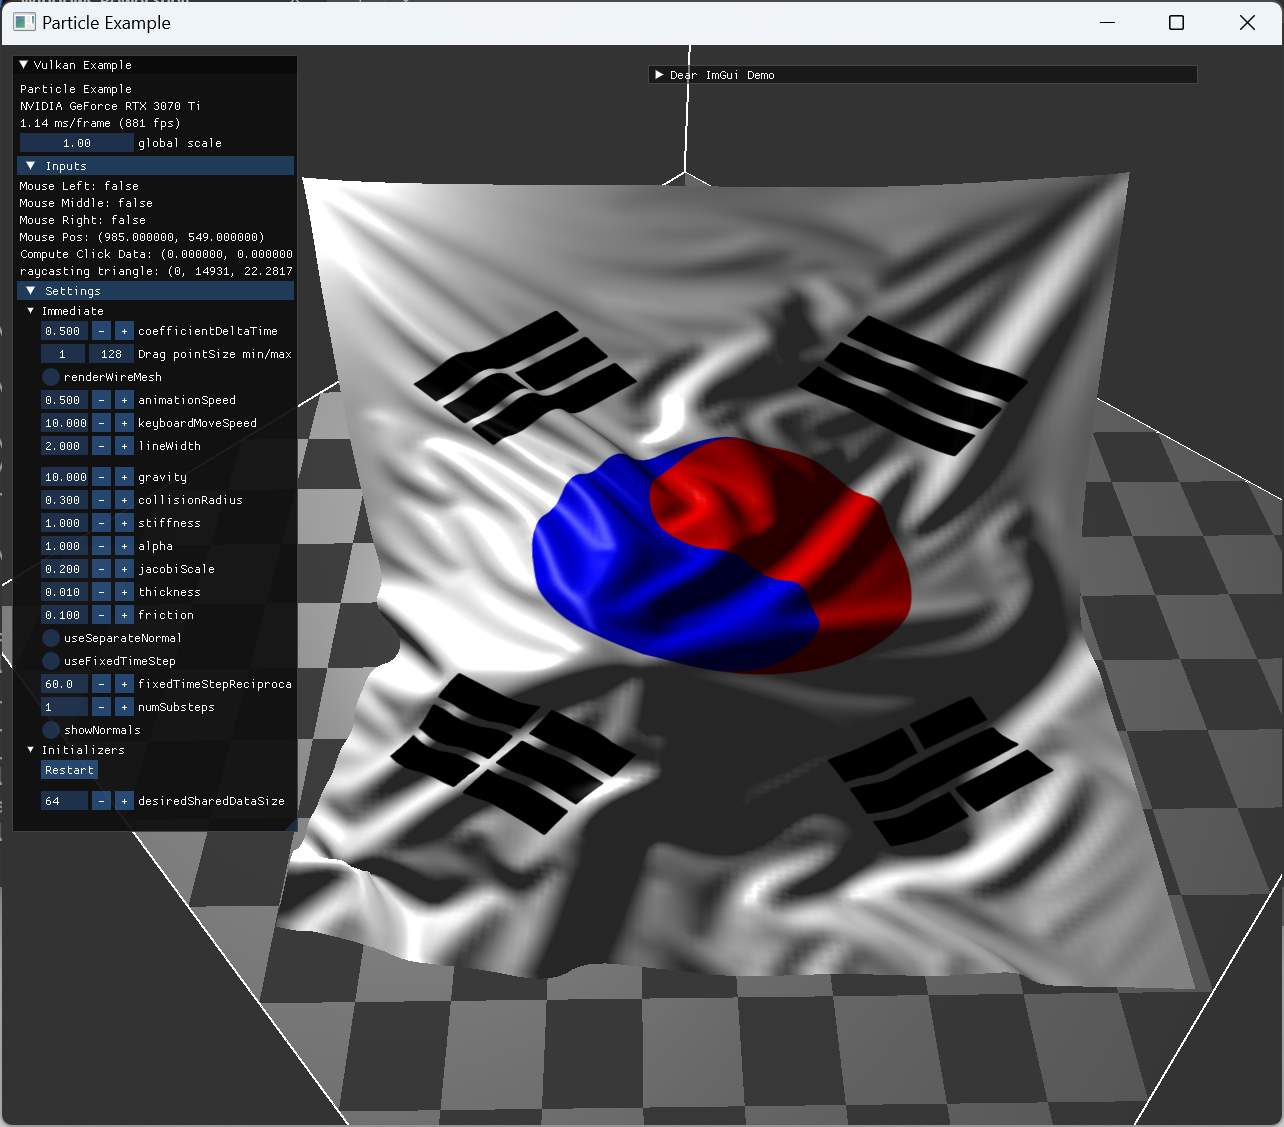 Particle Example
Vulkan Example
Particle Example
NVIDIA GeForce RTX 3070 Ti
1.14 ms/frame (881 fps)
1.00 global scale
Inputs
Mouse Left: false
Mouse Middle: false
Mouse Right: false
Mouse Pos: (985.000000, 549.000000)
Compute Click Data: (0.000000, 0.000000
raycasting triangle: (0, 14931, 22.2817
Settings
Immediate
0.500 - + coefficientDeltaTime
1 128 Drag pointSize min/max
renderWireMesh
0.500 - + animationSpeed
10.000 - + keyboardMoveSpeed
2.000 - + lineWidth
10.000 - + gravity
0.300 - + collisionRadius
1.000 - + stiffness
1.000 - + alpha
0.200 - + jacobiScale
0.010 - + thickness
0.100 - + friction
useSeparateNormal
useFixedTimeStep
60.0 - + fixedTimeStepReciproca
1 - + numSubsteps
showNormals
Initializers
Restart
64 - + desiredSharedDataSize
Dear ImGui Demo